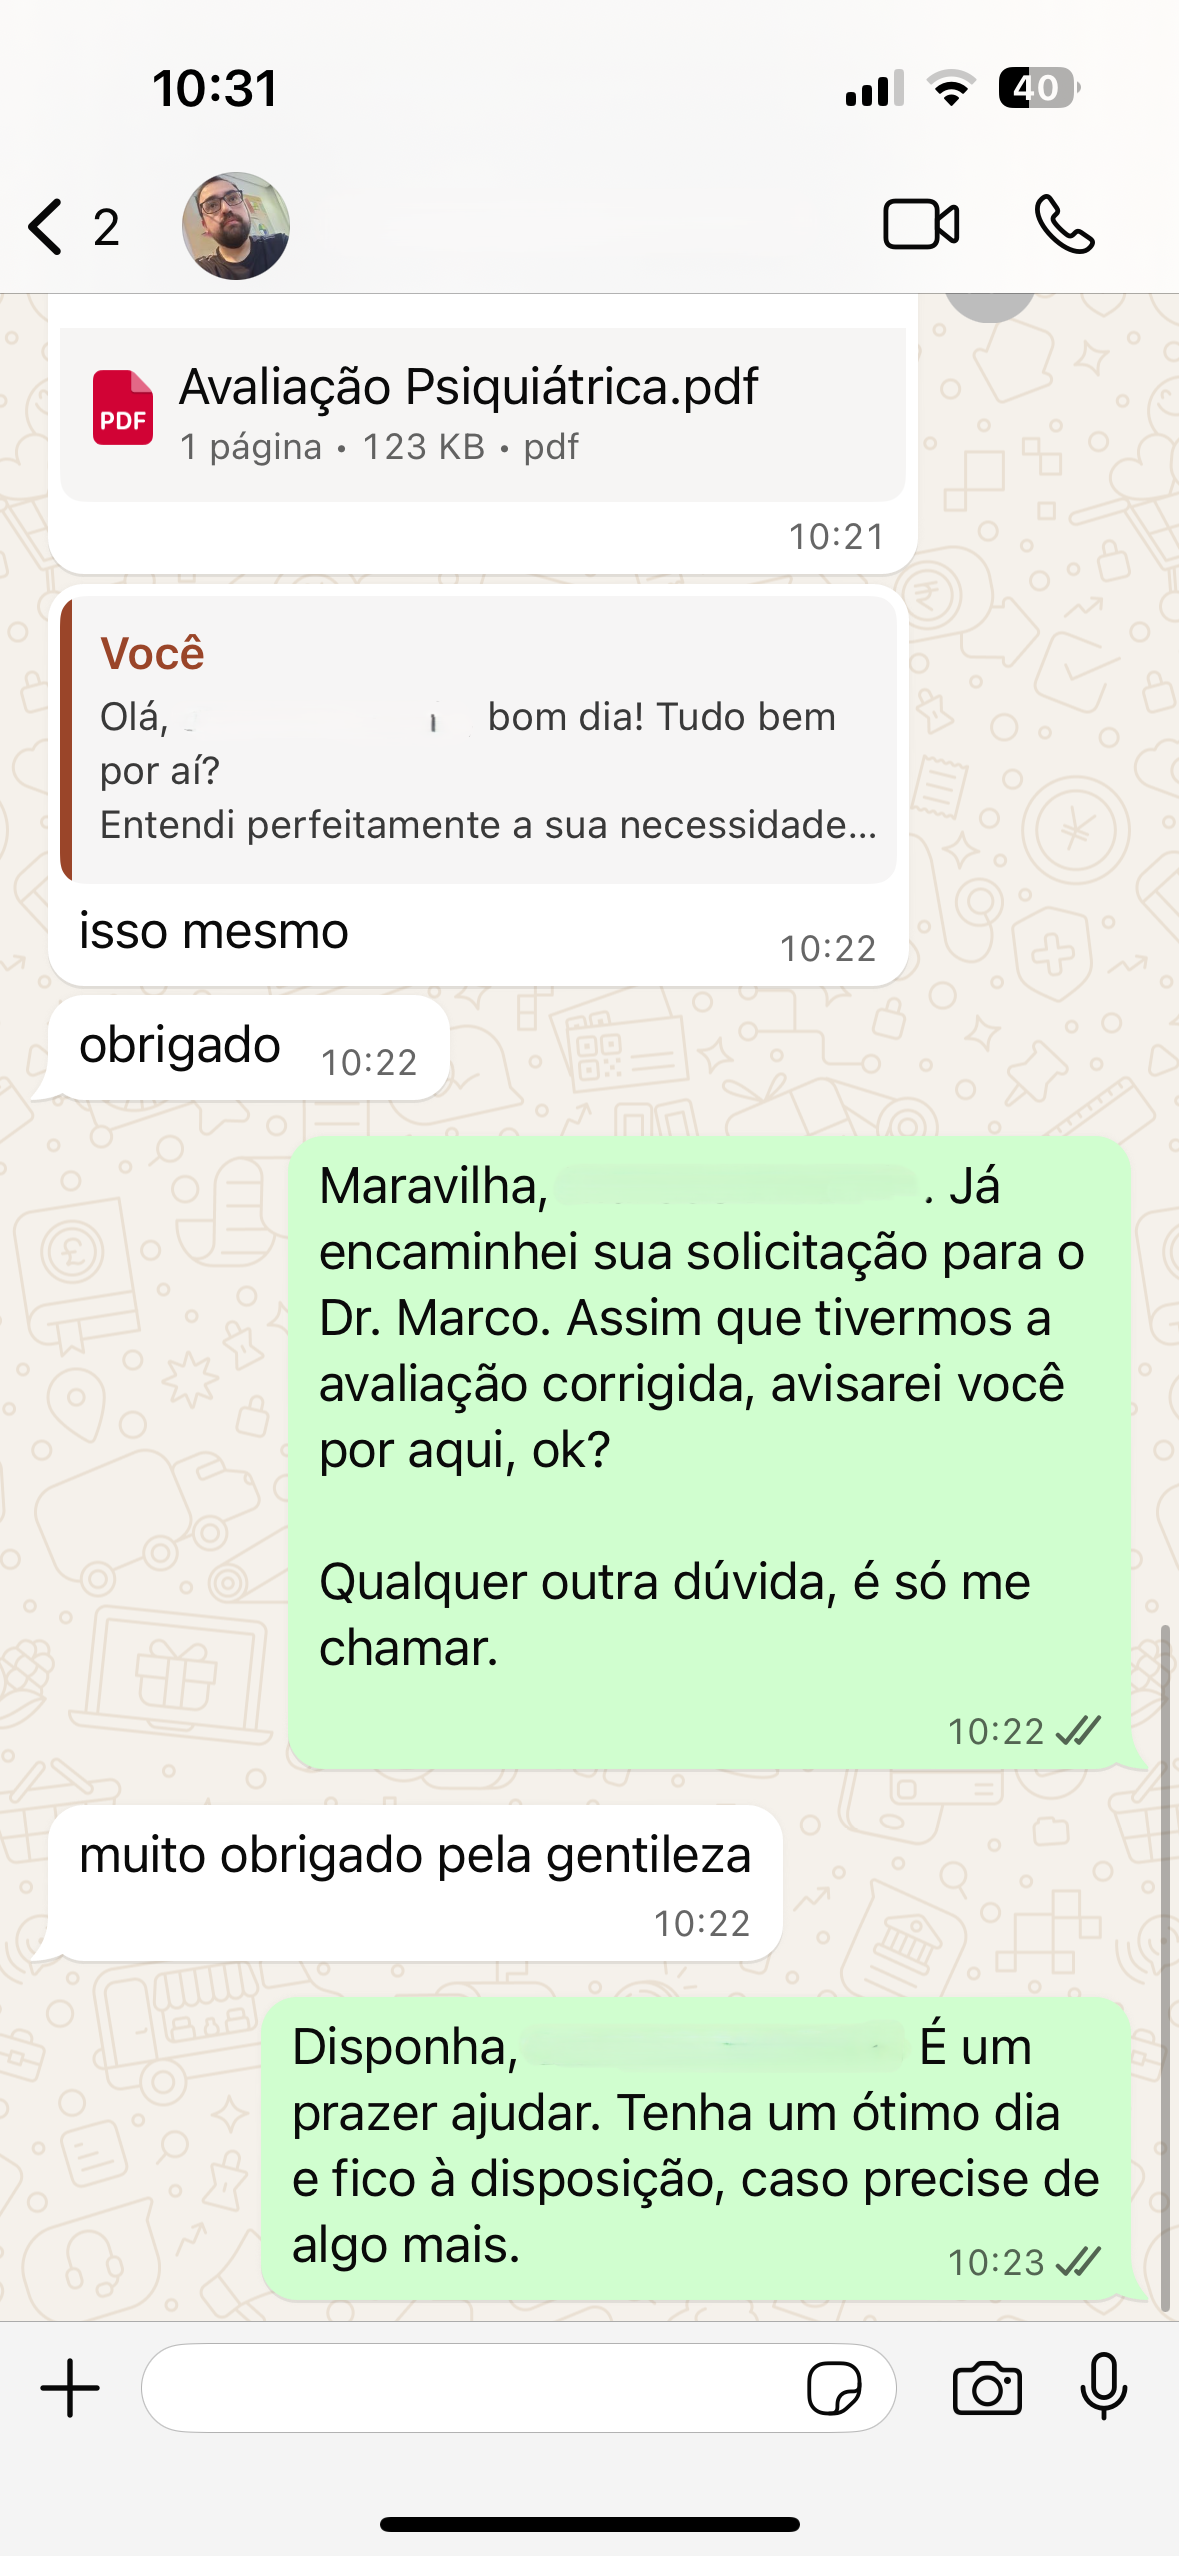 10:31
40
2
Avaliação Psiquiátrica.pdf
PDF
1 página • 123 KB • pdf
10:21
Você
Olá, bom dia! Tudo bem
por aí?
Entendi perfeitamente a sua necessidade...
isso mesmo
10:22
obrigado 10:22
Maravilha, . Já
encaminhei sua solicitação para o
Dr. Marco. Assim que tivermos a
avaliação corrigida, avisarei você
por aqui, ok?
Qualquer outra dúvida, é só me
chamar.
10:22
muito obrigado pela gentileza
10:22
Disponha, É um
prazer ajudar. Tenha um ótimo dia
e fico à disposição, caso precise de
algo mais.
10:23